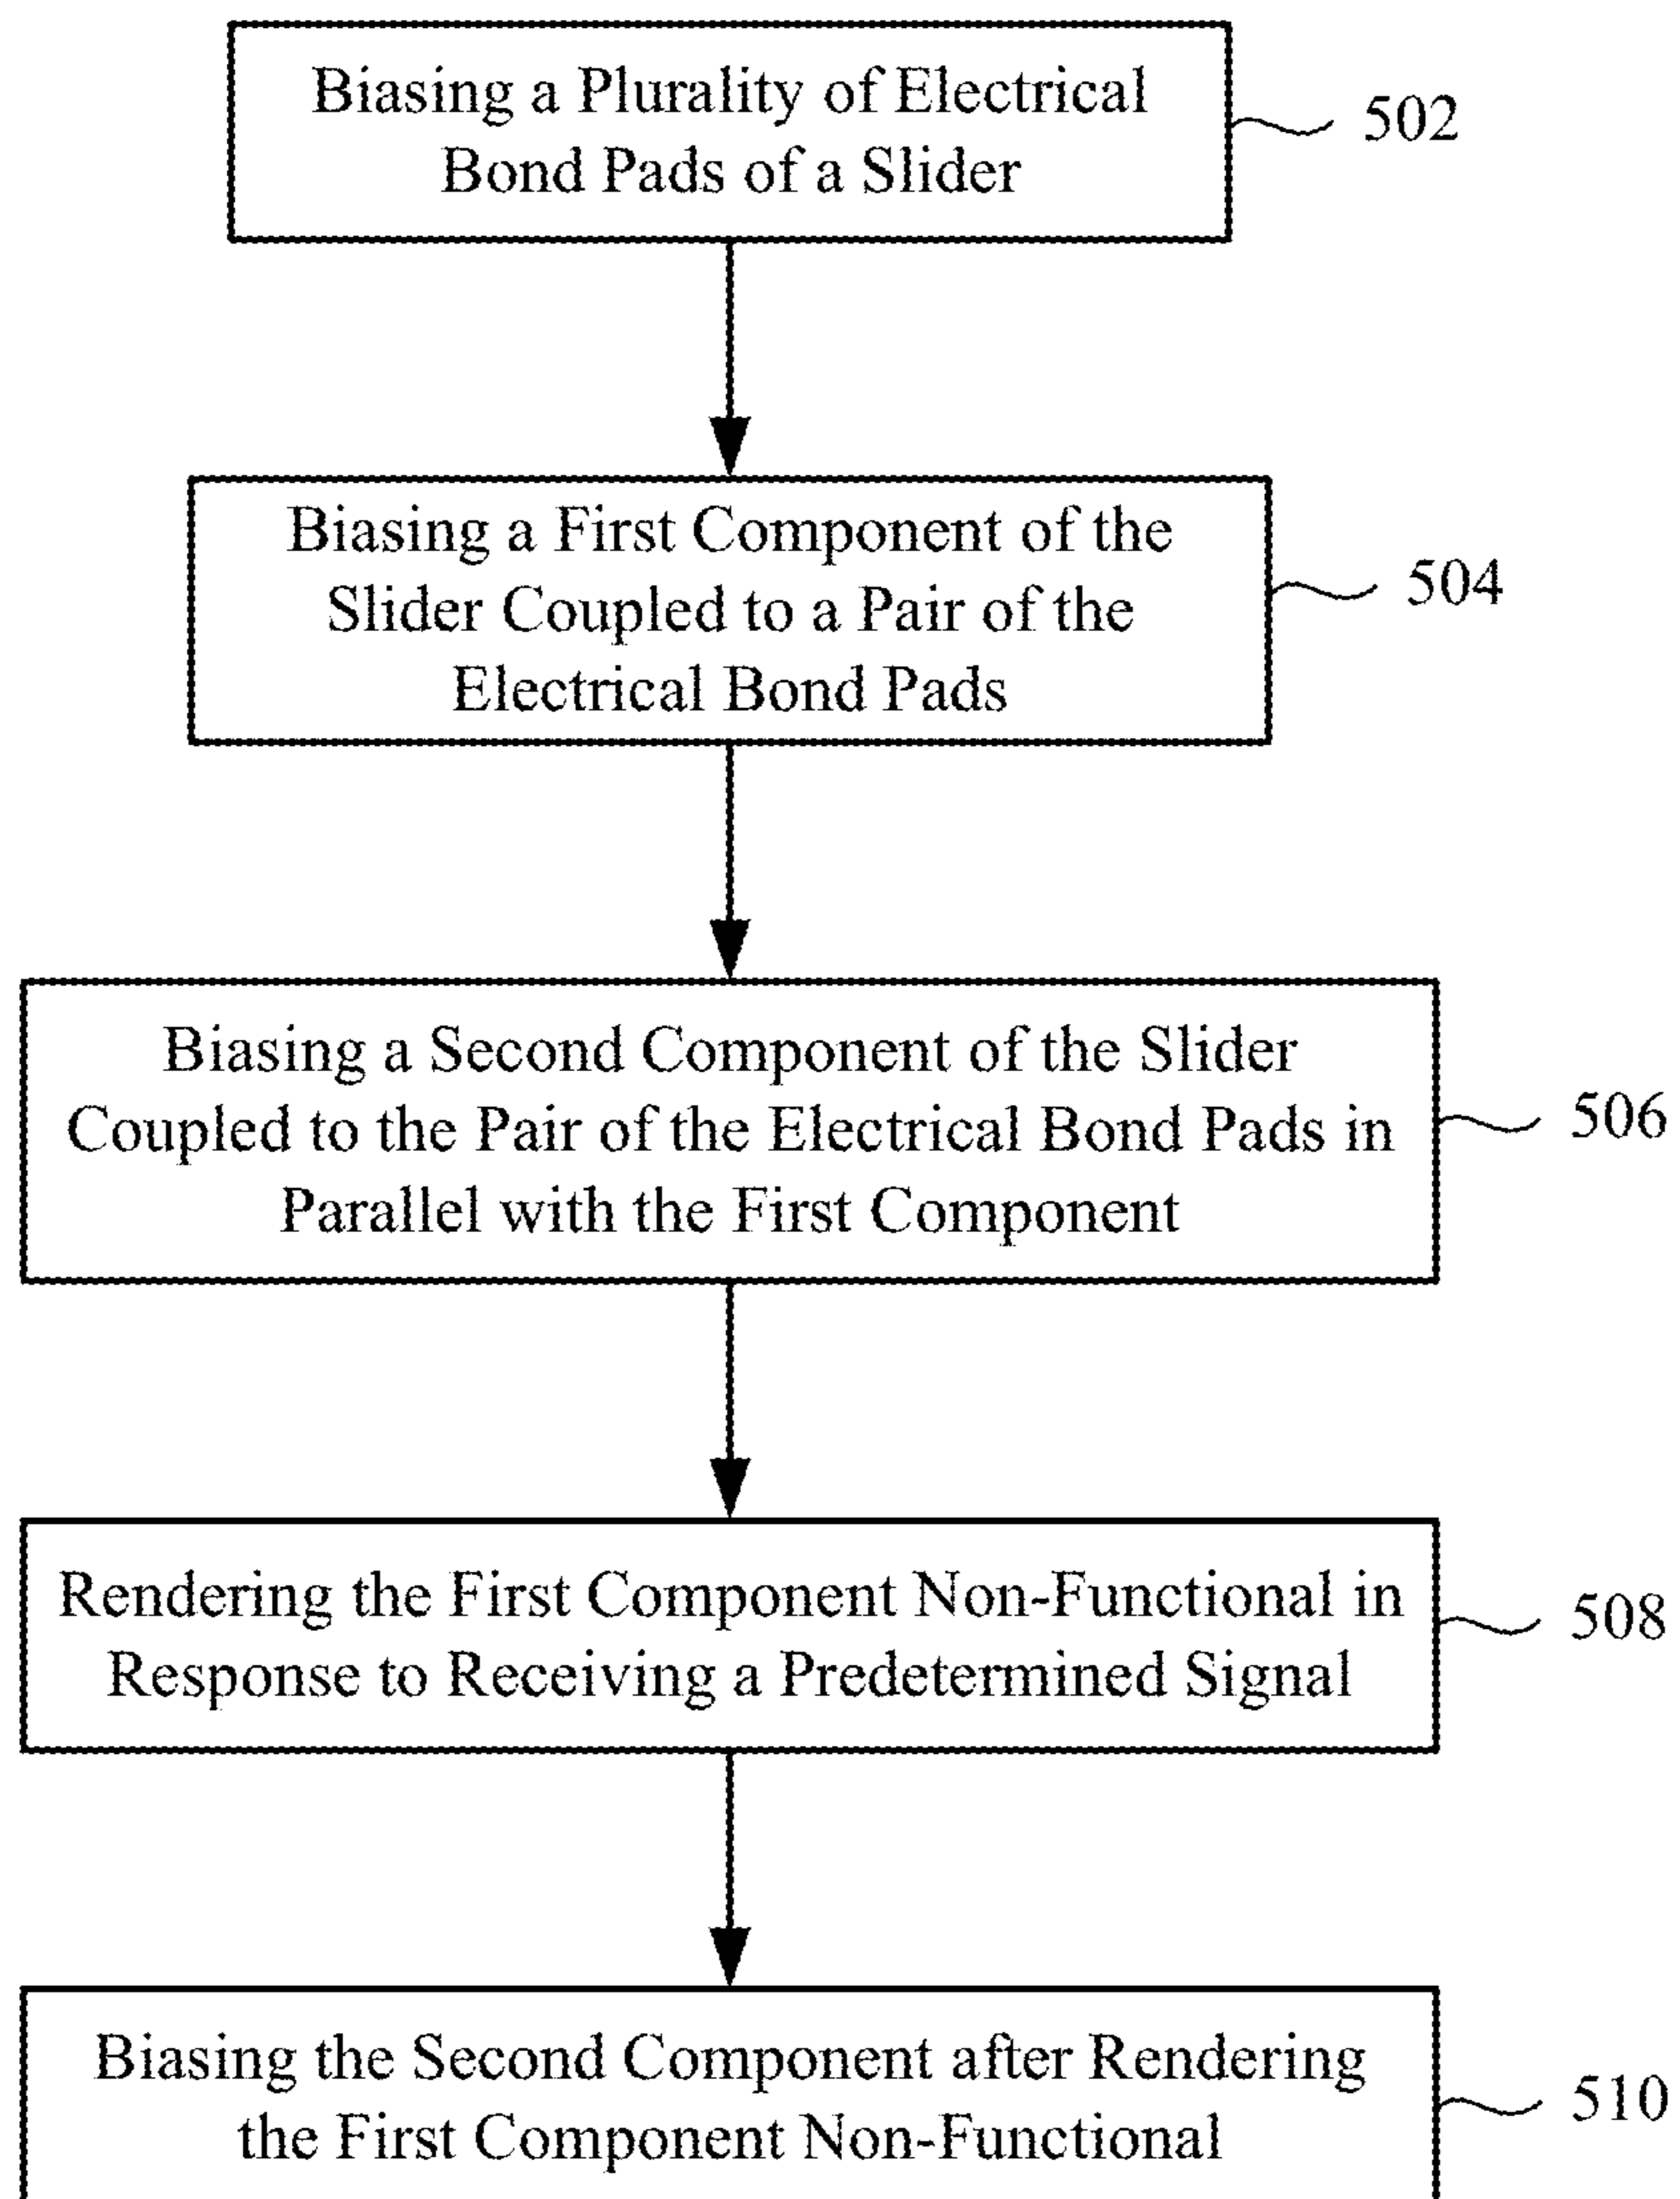 Biasing a Plurality of Electrical
Bond Pads of a Slider
502
Biasing a First Component of the
Slider Coupled to a Pair of the
Electrical Bond Pads
504
Biasing a Second Component of the Slider
Coupled to the Pair of the Electrical Bond Pads in
Parallel with the First Component
506
Rendering the First Component Non-Functional in
Response to Receiving a Predetermined Signal
508
Biasing the Second Component after Rendering
the First Component Non-Functional
510